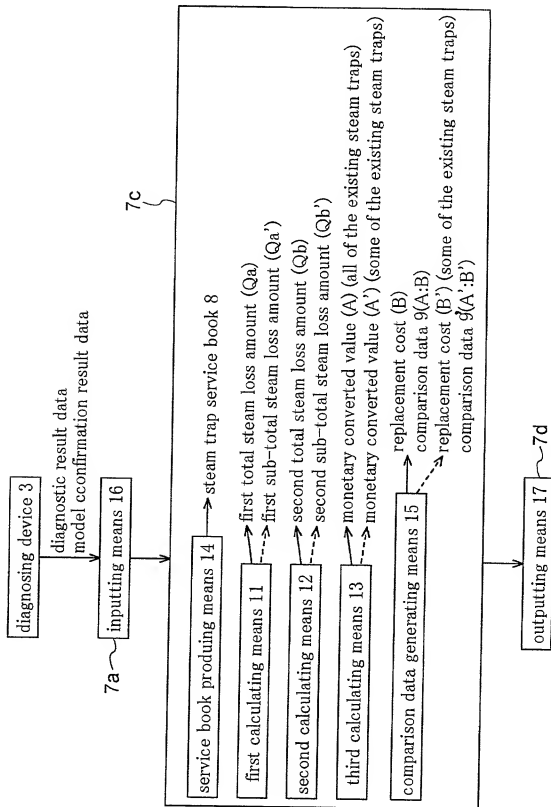 diagnosing device 3
diagnostic result data
model cconfirmation result data
7a
inputting means 16
7c
service book produing means 14
steam trap service book 8
first calculating means 11
first total steam loss amount (Qa)
first sub-total steam loss amount (Qa')
second calculating means 12
second total steam loss amount (Qb)
second sub-total steam loss amount (Qb')
third calculating means 13
monetary converted value (A) (all of the existing steam traps)
monetary converted value (A') (some of the existing steam traps)
comparison data generating means 15
replacement cost (B)
comparison data 9(A:B)
replacement cost (B') (some of the existing steam traps)
comparison data 9'(A':B')
outputting means 17
7d